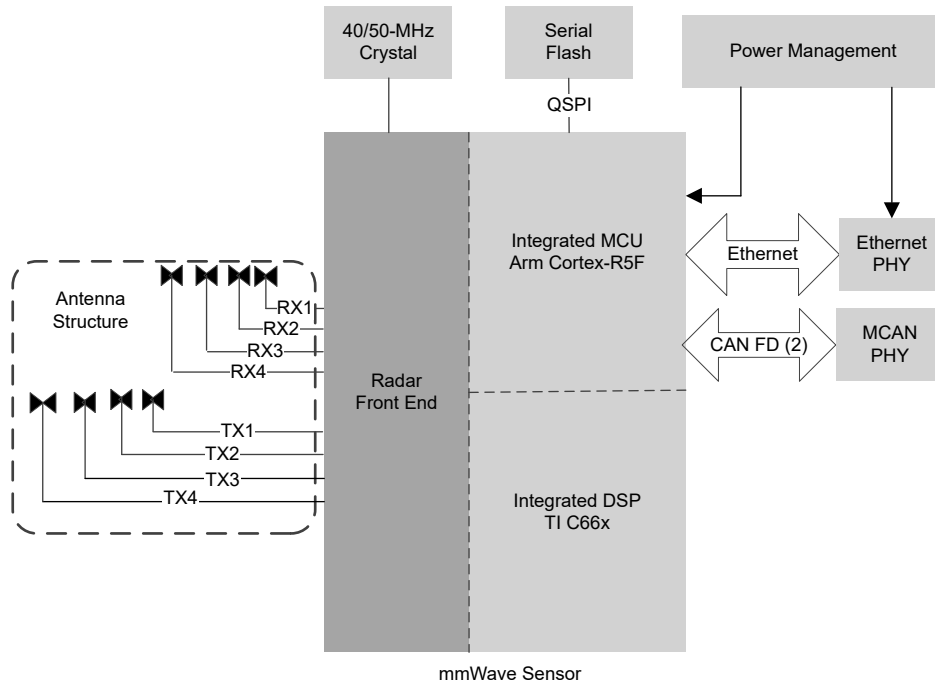 40/50-MHz
Crystal
Serial
Flash
Power Management
QSPI
Integrated MCU
Arm Cortex-R5F
Ethernet
Ethernet
PHY
Antenna
Structure
RX1
RX2
RX3
RX4
CAN FD (2)
MCAN
PHY
Radar
Front End
TX1
TX2
TX3
TX4
Integrated DSP
TI C66x
mmWave Sensor